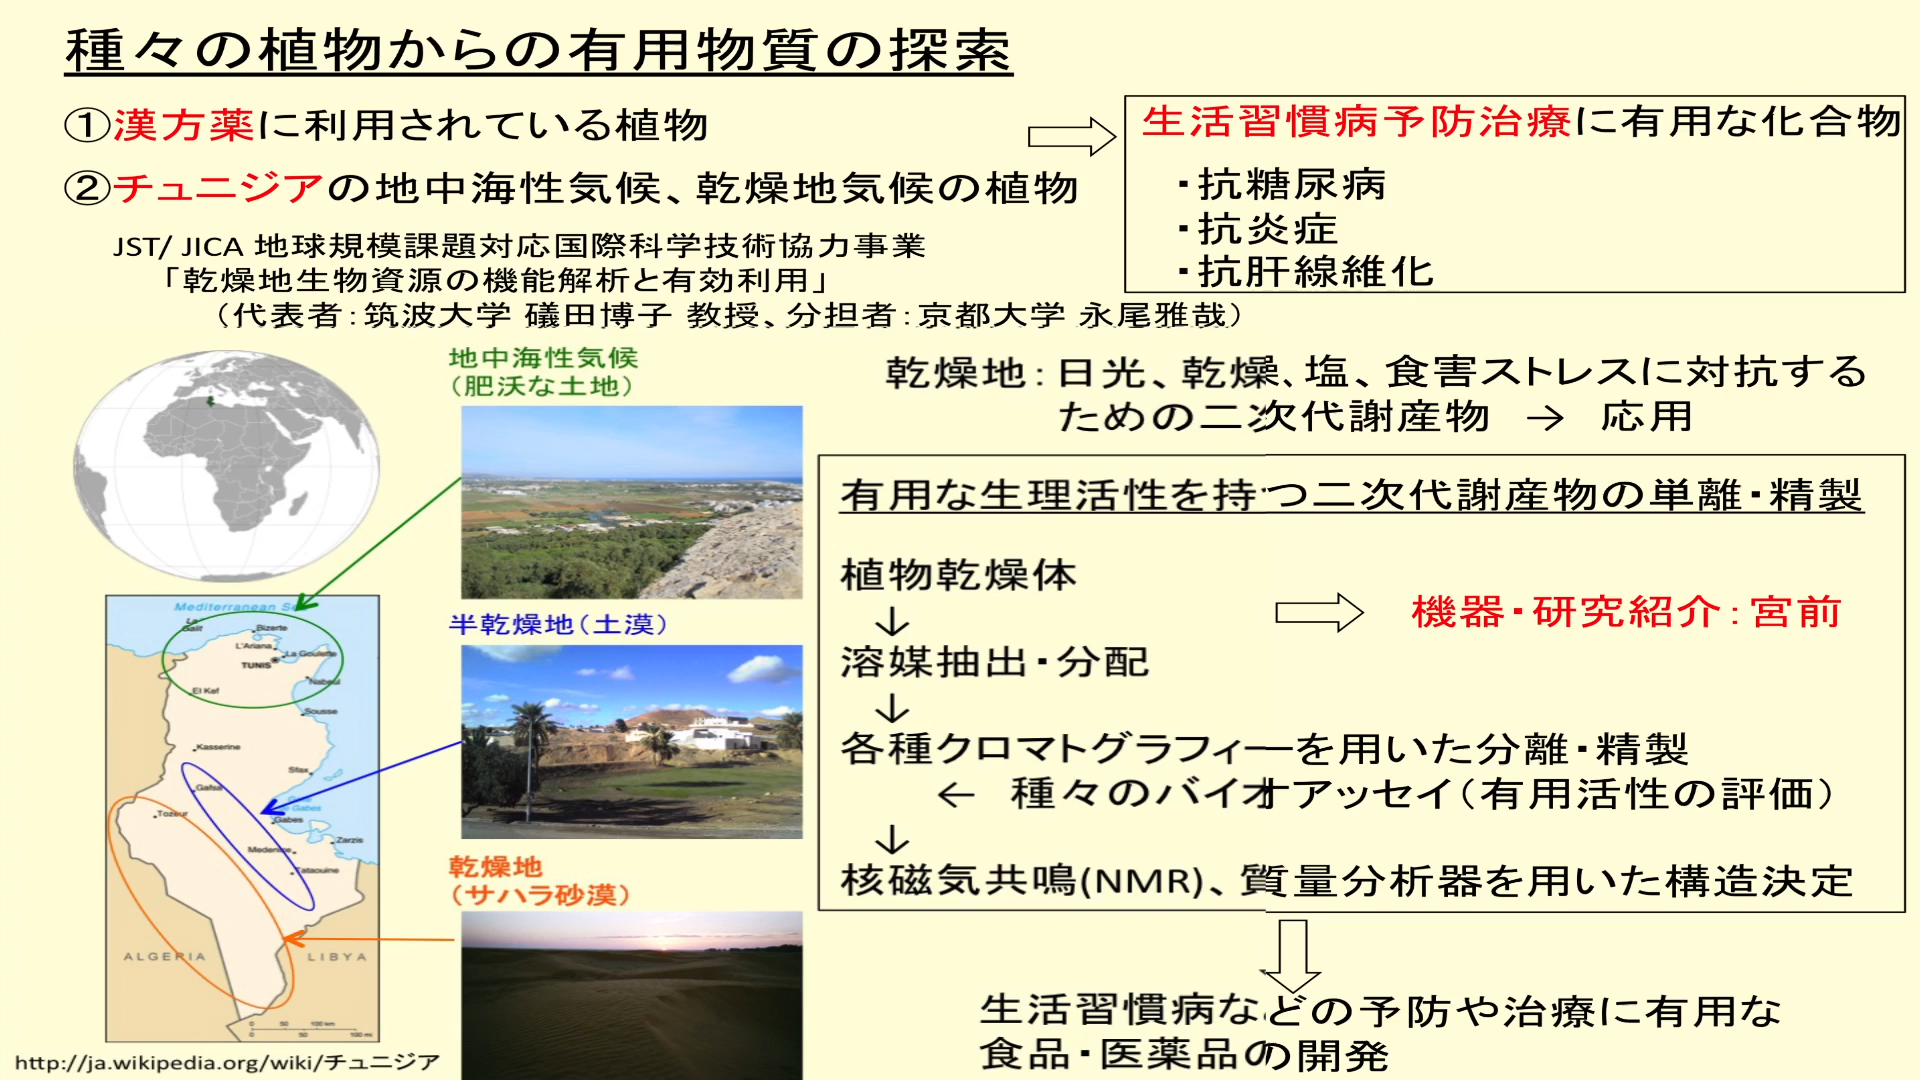 種々の植物からの有用物質の探索
①漢方薬に利用されている植物
②チュニジアの地中海性気候、乾燥地気候の植物
JST/ JICA 地球規模課題対応国際科学技術協力事業
「乾燥地生物資源の機能解析と有効利用」
（代表者：筑波大学 礒田博子 教授、分担者：京都大学 永尾雅哉）
生活習慣病予防治療に有用な化合物
・抗糖尿病
・抗炎症
・抗肝線維化
地中海性気候
（肥沃な土地）
半乾燥地（土漠）
乾燥地
（サハラ砂漠）
Mediterranean
La
Galit
Bizerte
L'Ariana
La Goulette
TUNIS
Nabeul
El Kef
Sousse
Kasserine
Sfax
Gafsa
de Gabes
Tozeur
Gabes
Zarzis
Medenine
Tataouine
ALGERIA
LIBYA
0 50 100 km
0 50 100 mi
http://ja.wikipedia.org/wiki/チュニジア
乾燥地：日光、乾燥、塩、食害ストレスに対抗する
ための二次代謝産物 → 応用
有用な生理活性を持つ二次代謝産物の単離・精製
植物乾燥体
↓
溶媒抽出・分配
↓
各種クロマトグラフィーを用いた分離・精製
← 種々のバイオアッセイ（有用活性の評価）
↓
核磁気共鳴(NMR)、質量分析器を用いた構造決定
機器・研究紹介：宮前
生活習慣病などの予防や治療に有用な
食品・医薬品の開発